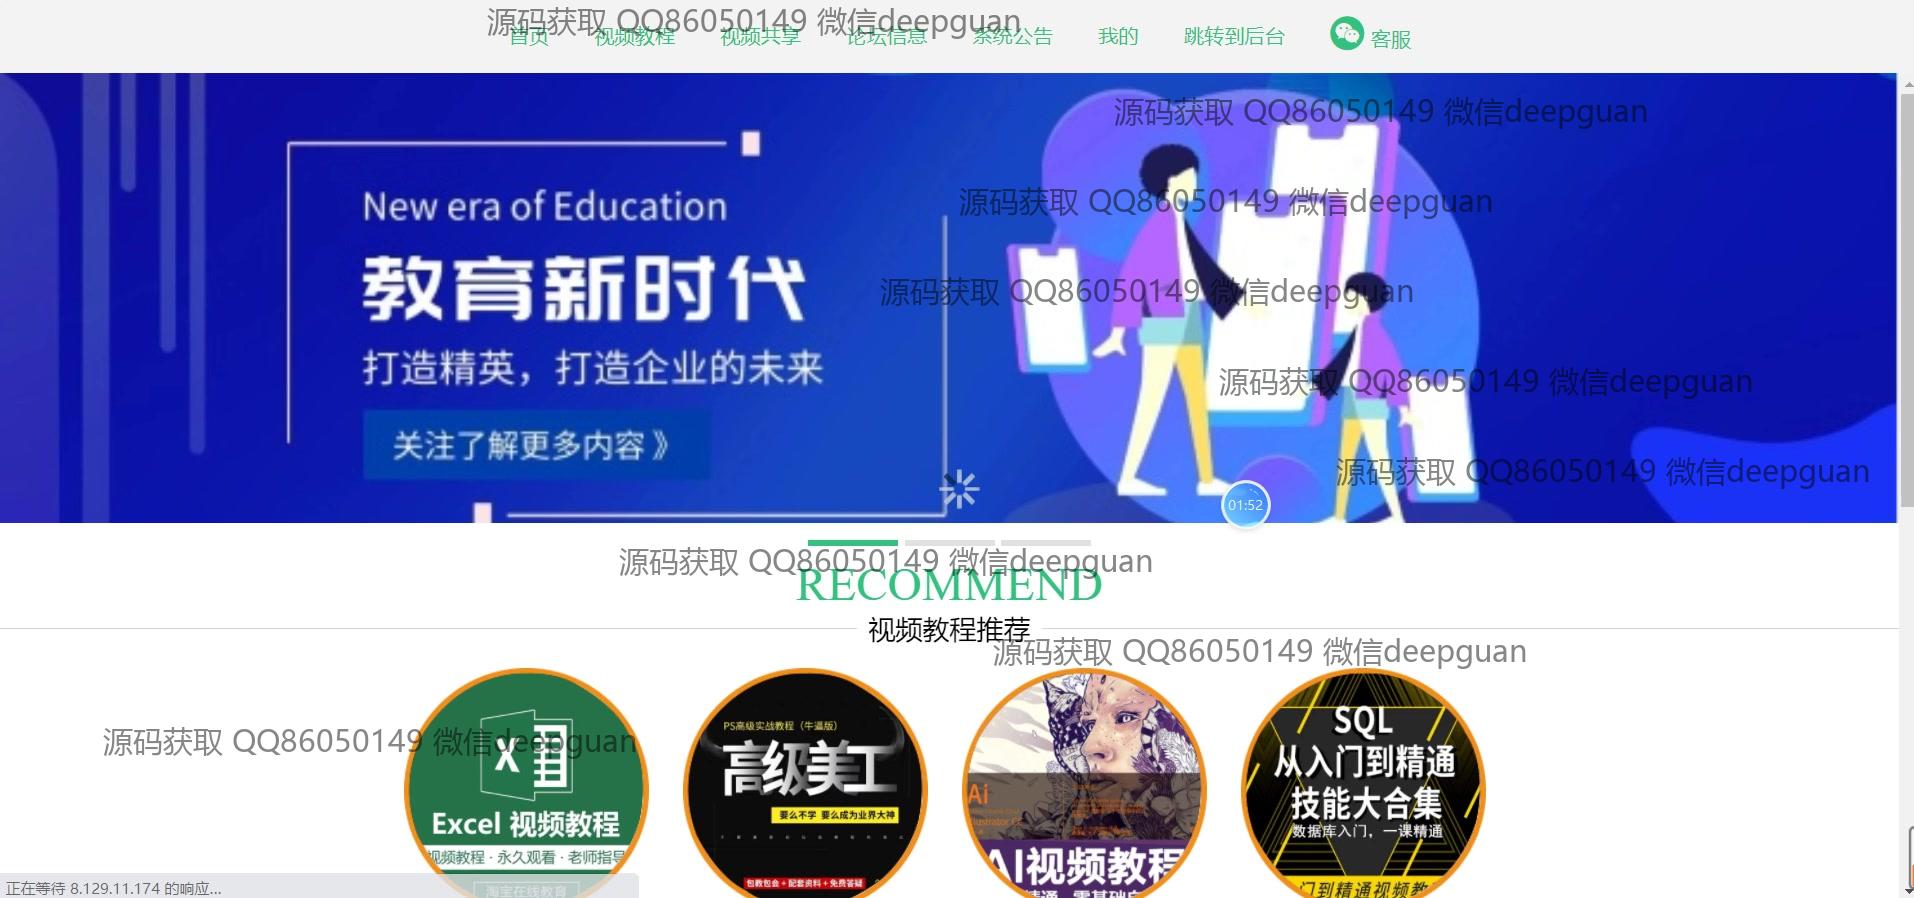 源码获取 QQ86050149 微信deepguan
首页 视频教程 视频共享 论坛信息 系统公告 我的 跳转到后台 客服
源码获取 QQ86050149 微信deepguan
New era of Education
源码获取 QQ86050149 微信deepguan
教育新时代
源码获取 QQ86050149 微信deepguan
打造精英，打造企业的未来
源码获取 QQ86050149 微信deepguan
关注了解更多内容 》
源码获取 QQ86050149 微信deepguan
01:52
源码获取 QQ86050149 微信deepguan
RECOMMEND
视频教程推荐
源码获取 QQ86050149 微信deepguan
源码获取 QQ86050149 微信deepguan
X
Excel 视频教程
视频教程 · 永久观看 · 老师指导
淘宝在线教育
PS高级实战教程（牛逼版）
高级美工
要么不学 要么成为业界大神
包教包会+配套资料+免费答疑
Ai
Illustrator CC
AI视频教程
SQL
从入门到精通
技能大合集
数据库入门，一课精通
门到精通视频教
正在等待 8.129.11.174 的响应...